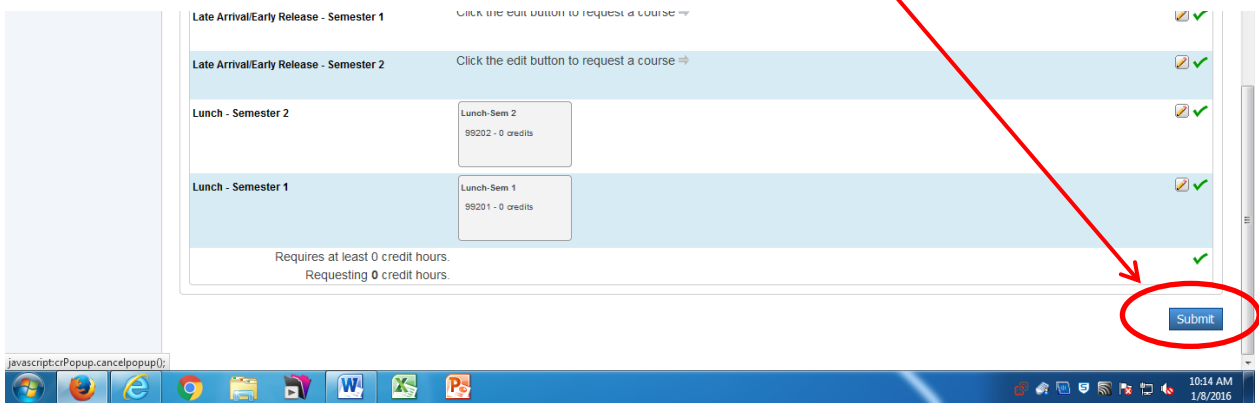 Late Arrival/Early Release - Semester 1 Click the edit button to request a course ⇒
Late Arrival/Early Release - Semester 2 Click the edit button to request a course ⇒
Lunch - Semester 2
Lunch-Sem 2
99202 - 0 credits
Lunch - Semester 1
Lunch-Sem 1
99201 - 0 credits
Requires at least 0 credit hours.
Requesting 0 credit hours.
Submit
javascript:crPopup.cancelpopup();
10:14 AM
1/8/2016